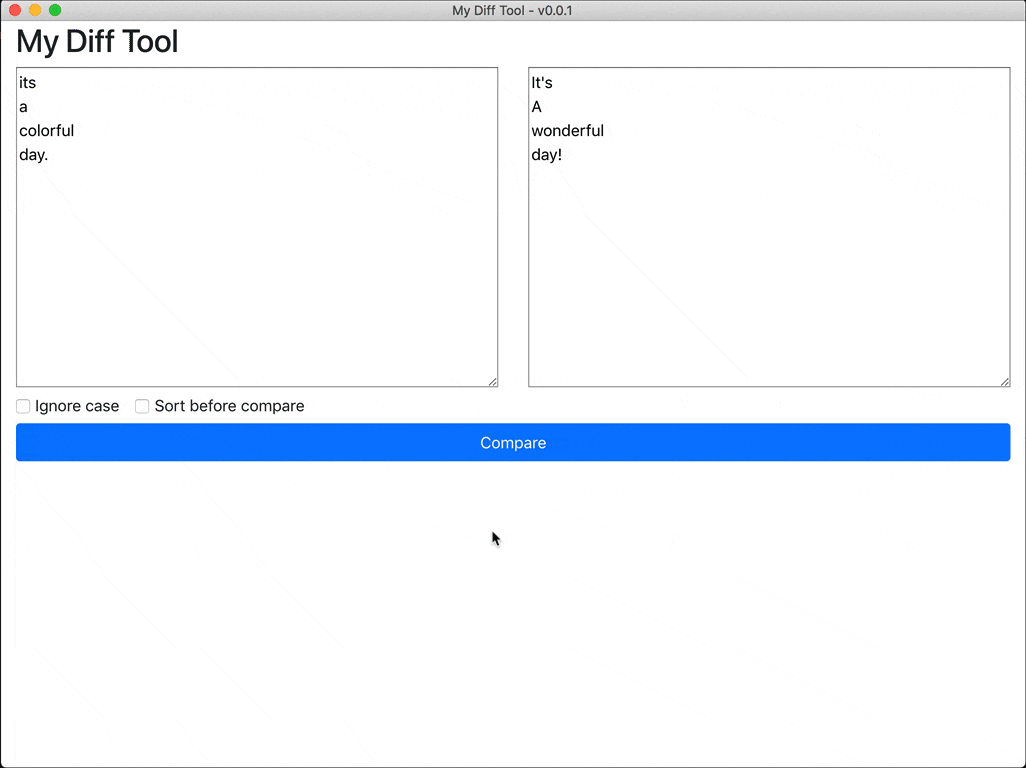 My Diff Tool - v0.0.1
My Diff Tool
its
a
colorful
day.
It's
A
wonderful
day!
Ignore case
Sort before compare
Compare